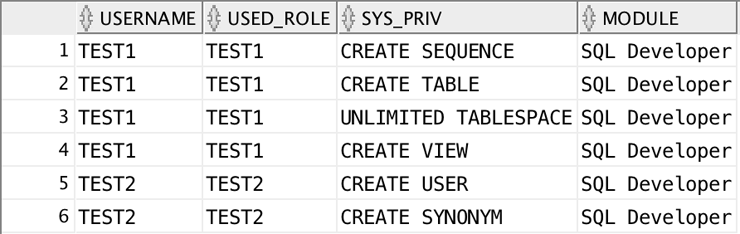 USERNAME USED_ROLE SYS_PRIV MODULE
1 TEST1 TEST1 CREATE SEQUENCE SQL Developer
2 TEST1 TEST1 CREATE TABLE SQL Developer
3 TEST1 TEST1 UNLIMITED TABLESPACE SQL Developer
4 TEST1 TEST1 CREATE VIEW SQL Developer
5 TEST2 TEST2 CREATE USER SQL Developer
6 TEST2 TEST2 CREATE SYNONYM SQL Developer